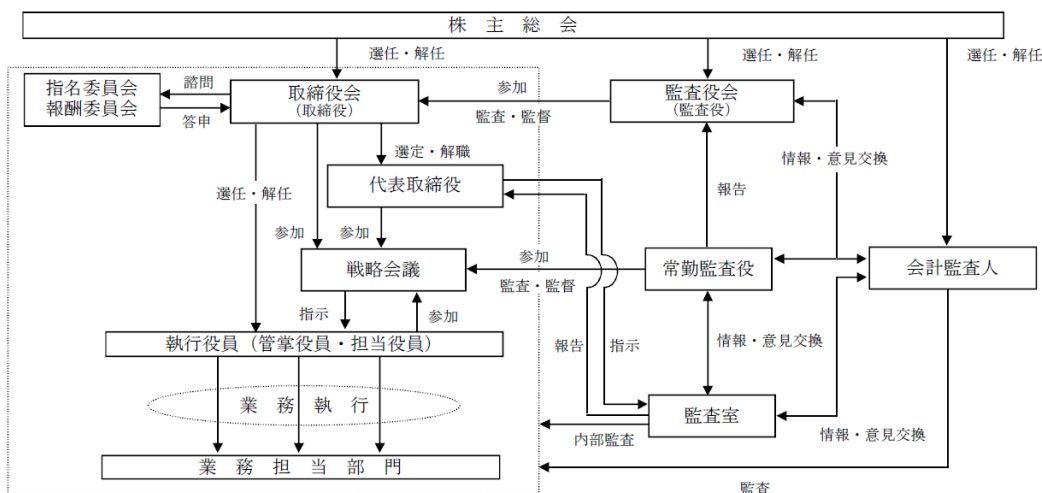 株 主 総 会
選任・解任
選任・解任
選任・解任
指名委員会
報酬委員会
諮問
答申
取締役会
(取締役)
参加
監査・監督
監査役会
(監査役)
選定・解職
情報・意見交換
選任・解任
代表取締役
報告
参加
参加
戦略会議
参加
監査・監督
常勤監査役
会計監査人
指示
参加
執行役員（管掌役員・担当役員）
報告
指示
情報・意見交換
業 務 執 行
監査室
内部監査
情報・意見交換
業 務 担 当 部 門
監査